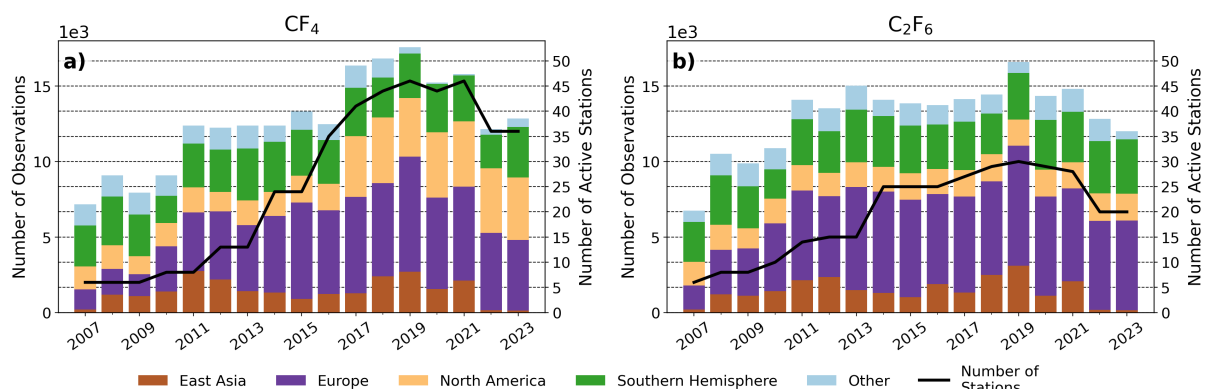 CF₄
1e3
a)
Number of Observations
15
10
5
0
50
45
40
35
30
25
20
15
10
5
0
Number of Active Stations
2007
2009
2011
2013
2015
2017
2019
2021
2023
C₂F₆
1e3
b)
Number of Observations
15
10
5
0
50
45
40
35
30
25
20
15
10
5
0
Number of Active Stations
2007
2009
2011
2013
2015
2017
2019
2021
2023
East Asia
Europe
North America
Southern Hemisphere
Other
Number of
Stations